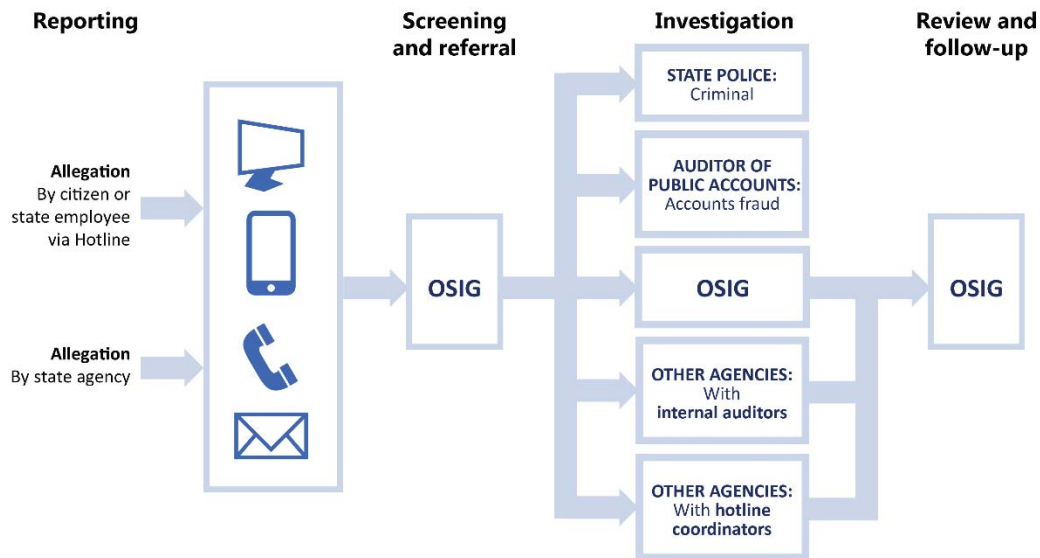 Reporting
Screening
and referral
Investigation
Review and
follow-up
Allegation
By citizen or
state employee
via Hotline
Allegation
By state agency
OSIG
STATE POLICE:
Criminal
AUDITOR OF
PUBLIC ACCOUNTS:
Accounts fraud
OSIG
OTHER AGENCIES:
With
internal auditors
OTHER AGENCIES:
With hotline
coordinators
OSIG